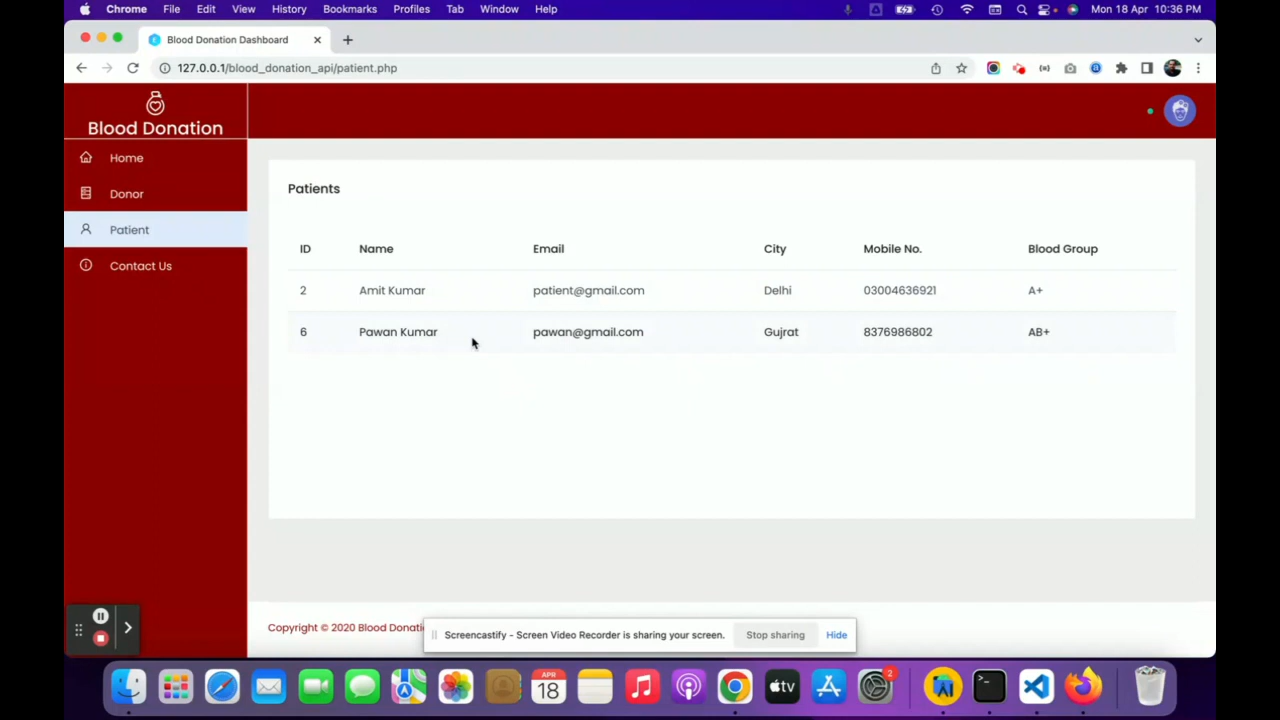 Chrome File Edit View History Bookmarks Profiles Tab Window Help Mon 18 Apr 10:36 PM
Blood Donation Dashboard
127.0.0.1/blood_donation_api/patient.php
Blood Donation
Home
Donor
Patient
Contact Us
Patients
ID Name Email City Mobile No. Blood Group
2 Amit Kumar patient@gmail.com Delhi 03004636921 A+
6 Pawan Kumar pawan@gmail.com Gujrat 8376986802 AB+
Copyright © 2020 Blood Donati
Screencastify - Screen Video Recorder is sharing your screen. Stop sharing Hide
APR
18
tv
2